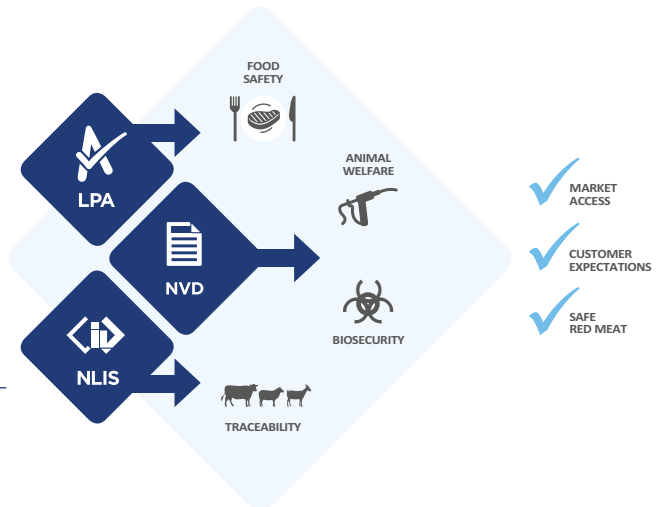 FOOD
SAFETY
ANIMAL
WELFARE
LPA
MARKET
ACCESS
NVD
CUSTOMER
EXPECTATIONS
BIOSECURITY
SAFE
RED MEAT
NLIS
TRACEABILITY